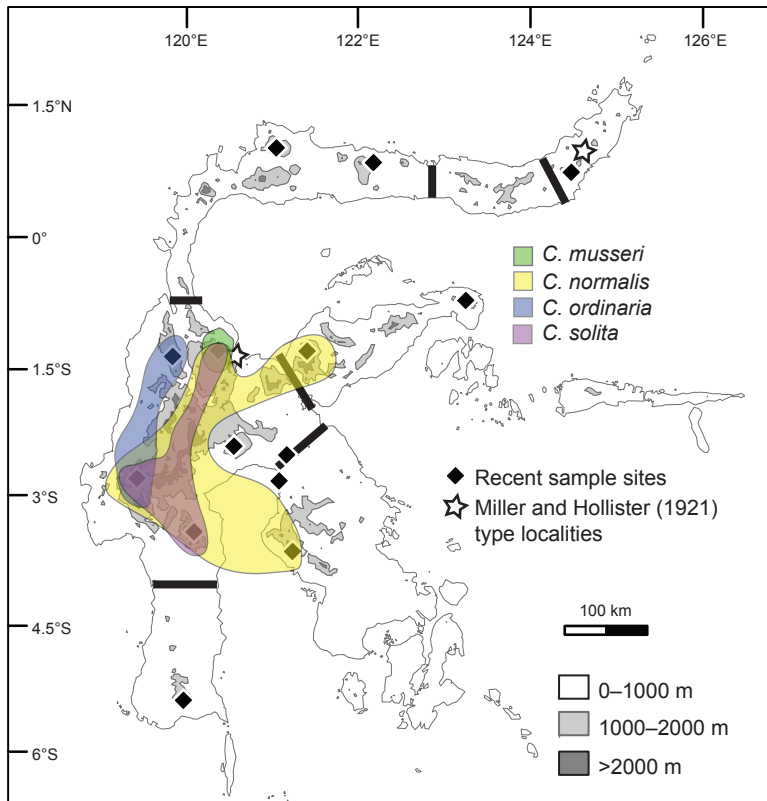 120°E 122°E 124°E 126°E
1.5°N
0°
1.5°S
3°S
4.5°S
6°S
C. musseri
C. normalis
C. ordinaria
C. solita
Recent sample sites
Miller and Hollister (1921)
type localities
100 km
0–1000 m
1000–2000 m
>2000 m